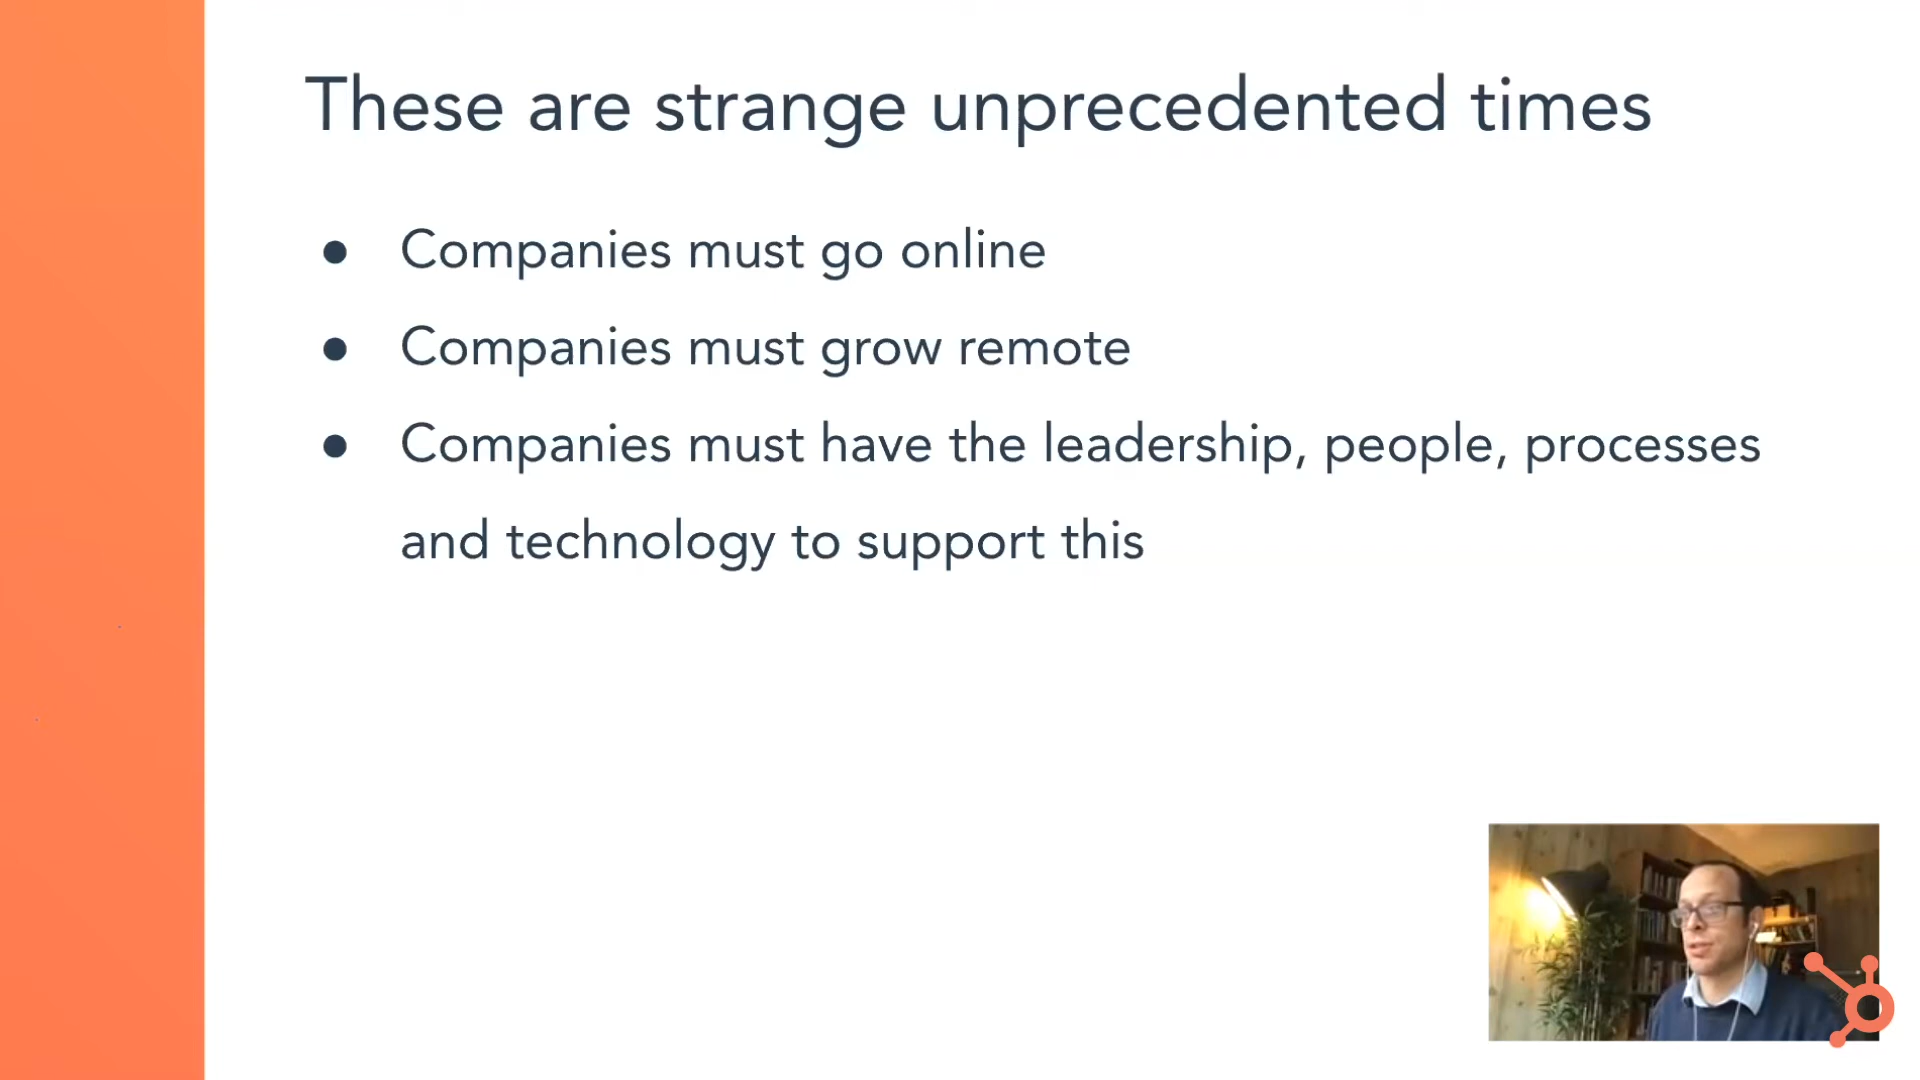 These are strange unprecedented times
● Companies must go online
● Companies must grow remote
● Companies must have the leadership, people, processes
and technology to support this